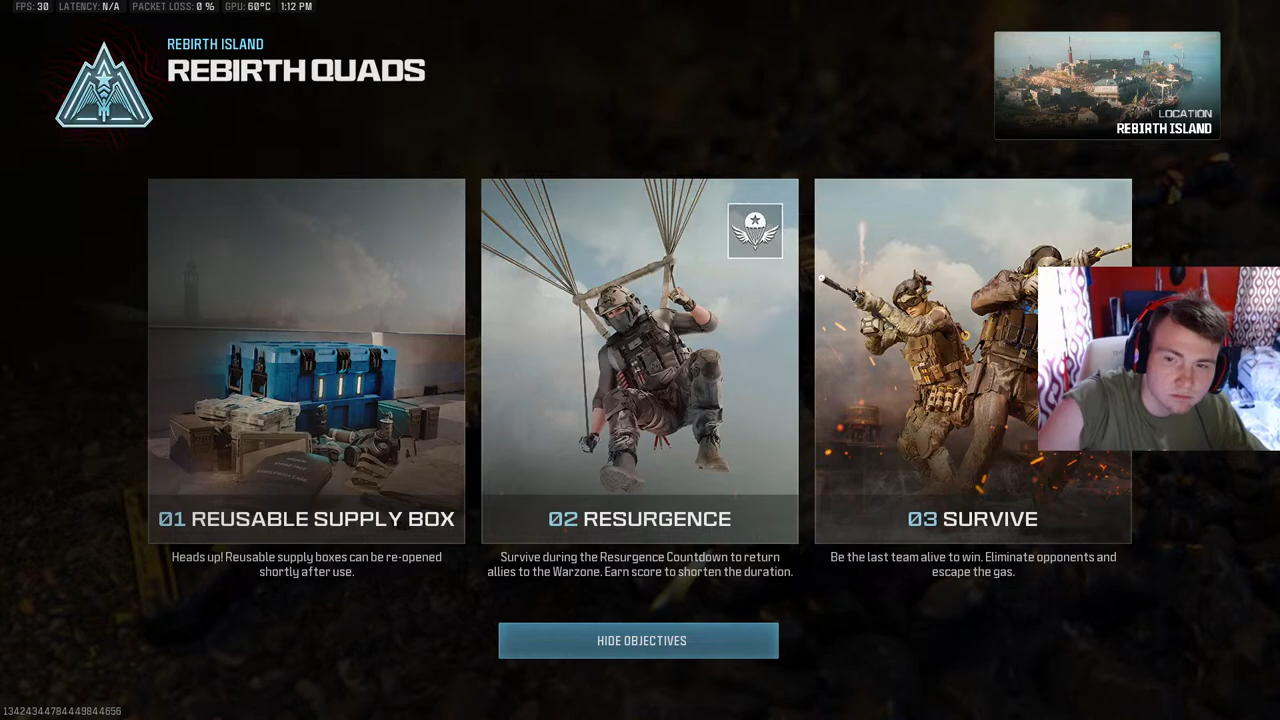 FPS: 30 LATENCY: N/A PACKET LOSS: 0 % GPU: 60°C 1:12 PM
REBIRTH ISLAND
REBIRTH QUADS
LOCATION
REBIRTH ISLAND
01 REUSABLE SUPPLY BOX
Heads up! Reusable supply boxes can be re-opened
shortly after use.
02 RESURGENCE
Survive during the Resurgence Countdown to return
allies to the Warzone. Earn score to shorten the duration.
03 SURVIVE
Be the last team alive to win. Eliminate opponents and
escape the gas.
HIDE OBJECTIVES
13424344784449844656